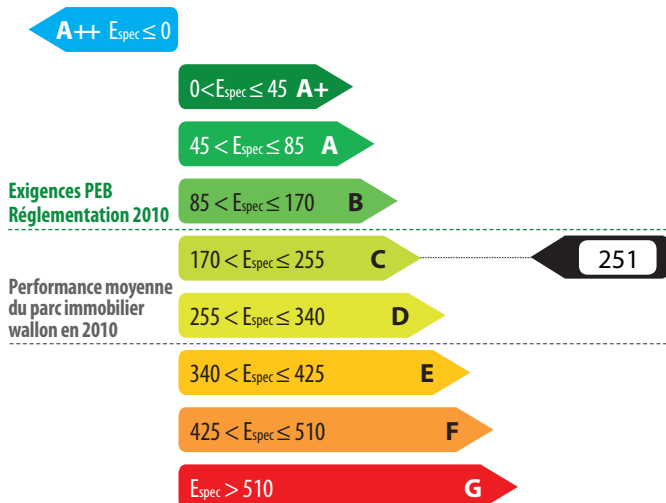 A++ Espec ≤ 0
0 < Espec ≤ 45 A+
45 < Espec ≤ 85 A
Exigences PEB
Réglementation 2010
85 < Espec ≤ 170 B
170 < Espec ≤ 255 C
251
Performance moyenne
du parc immobilier
wallon en 2010
255 < Espec ≤ 340 D
340 < Espec ≤ 425 E
425 < Espec ≤ 510 F
Espec > 510 G